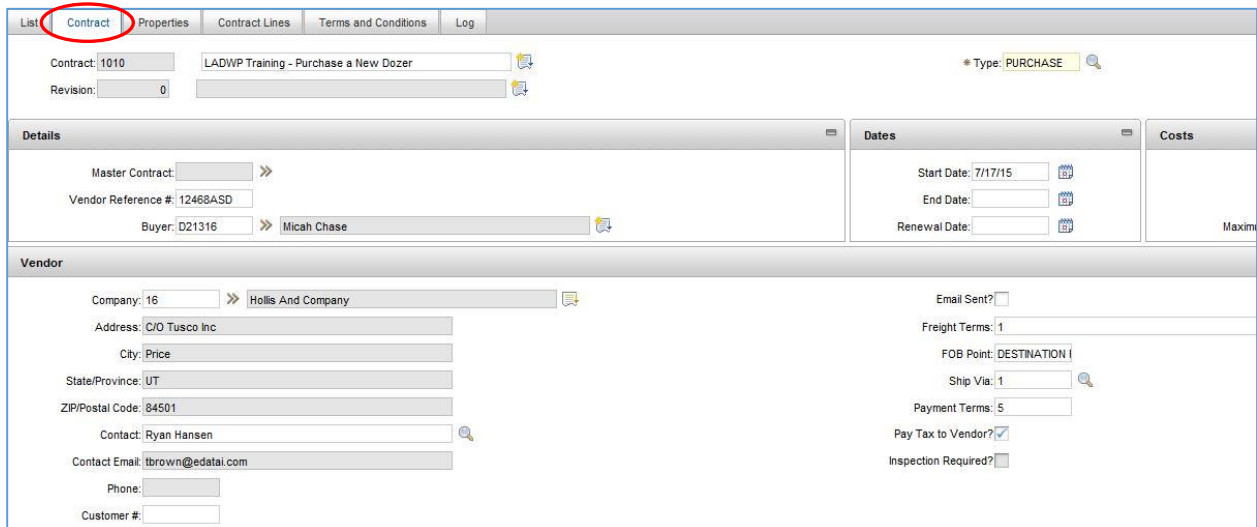 List Contract Properties Contract Lines Terms and Conditions Log
Contract: 1010 LADWP Training - Purchase a New Dozer * Type: PURCHASE
Revision: 0
Details Dates Costs
Master Contract: Start Date: 7/17/15
Vendor Reference #: 12468ASD End Date:
Buyer: D21316 Micah Chase Renewal Date: Maxim
Vendor
Company: 16 Hollis And Company Email Sent?
Address: C/O Tusco Inc Freight Terms: 1
City: Price FOB Point: DESTINATION
State/Province: UT Ship Via: 1
ZIP/Postal Code: 84501 Payment Terms: 5
Contact: Ryan Hansen Pay Tax to Vendor?
Contact Email: tbrown@edatai.com Inspection Required?
Phone:
Customer #: